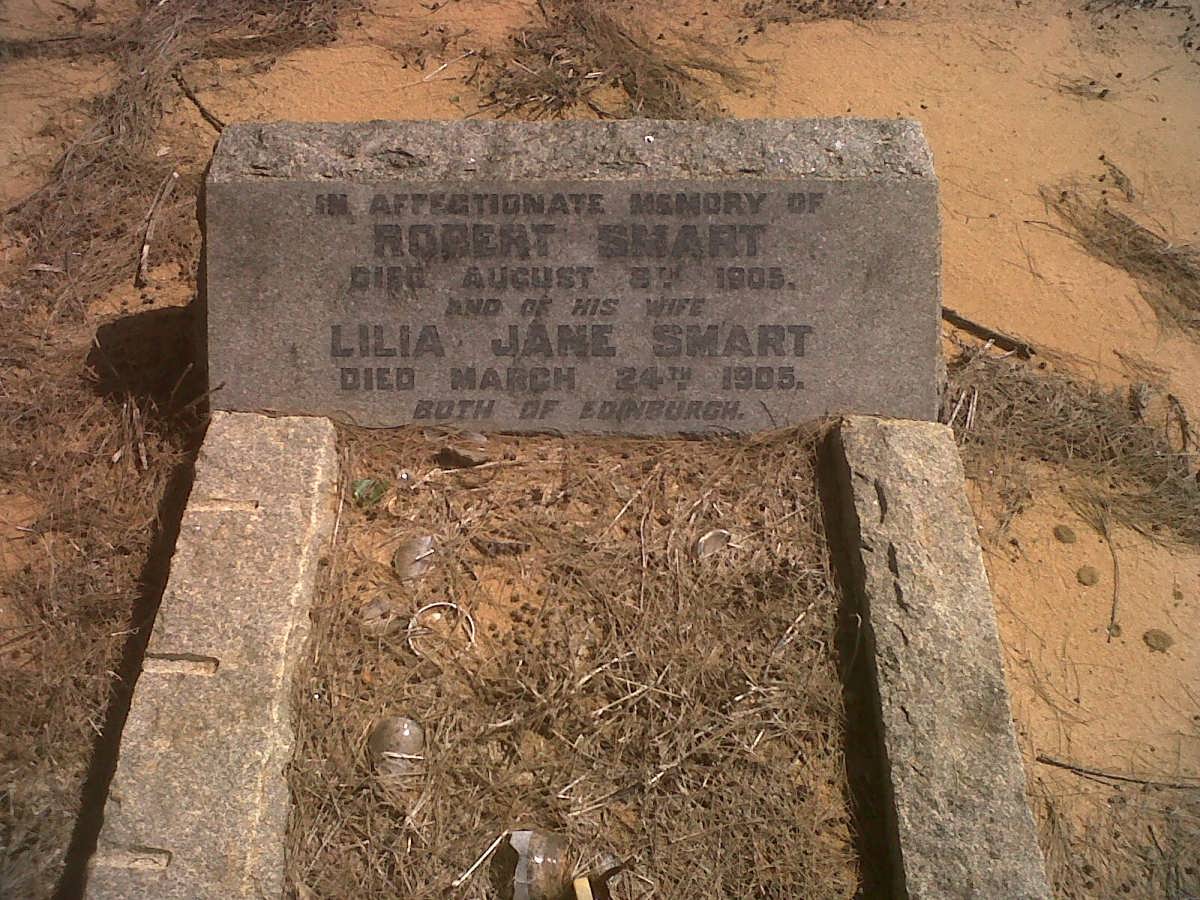 IN AFFECTIONATE MEMORY OF
ROBERT SMART
DIED AUGUST 5TH 1905.
AND OF HIS WIFE
LILIA JANE SMART
DIED MARCH 24TH 1905.
BOTH OF EDINBURGH.